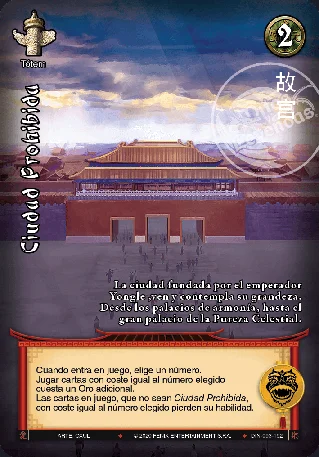 2
Tótem
故
宫
Ciudad Prohibida
La ciudad fundada por el emperador
Yongle ,ven y contempla su grandeza.
Desde los palacios de armonía, hasta el
gran palacio de la Pureza Celestial.
Cuando entra en juego, elige un número.
Jugar cartas con coste igual al número elegido
cuesta un Oro adicional.
Las cartas en juego, que no sean Ciudad Prohibida,
con coste igual al número elegido pierden su habilidad.
© 2020 FENIX ENTERTAINMENT S.P.A.